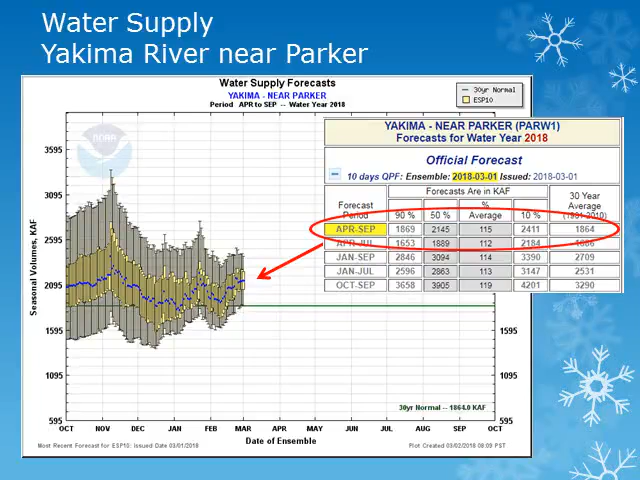 Water Supply
Yakima River near Parker
Water Supply Forecasts
YAKIMA - NEAR PARKER
Period APR to SEP -- Water Year 2018
30yr Normal
ESP10
NOAA
Seasonal Volumes, KAF
3595
3095
2595
2095
1595
1095
595
1595
1095
595
OCT NOV DEC JAN FEB MAR APR MAY JUN JUL AUG SEP OCT
Date of Ensemble
30yr Normal -- 1864.0 KAF
Most Recent Forecast for ESP10: Issued Date 03/01/2018
Plot Created 03/02/2018 08:09 PST
YAKIMA - NEAR PARKER (PARW1)
Forecasts for Water Year 2018
Official Forecast
10 days QPF: Ensemble: 2018-03-01 Issued: 2018-03-01
Forecast Period
Forecasts Are in KAF
30 Year Average (1981-2010)
90 % 50 % % Average 10 %
APR-SEP 1869 2145 115 2411 1864
APR-JUL 1653 1889 112 2184
JAN-SEP 2846 3094 114 3390 2709
JAN-JUL 2596 2863 113 3147 2531
OCT-SEP 3658 3905 119 4201 3290